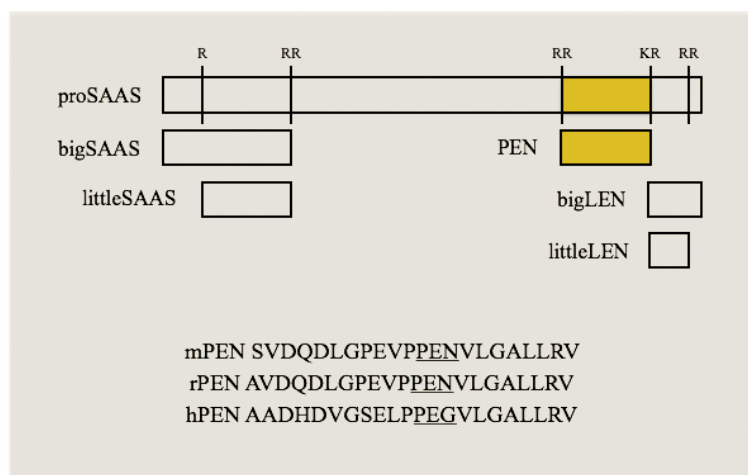 R RR RR KR RR
proSAAS
bigSAAS PEN
littleSAAS bigLEN
littleLEN
mPEN SVDQDLGPEVPPENVLGALLRV
rPEN AVDQDLGPEVPPENVLGALLRV
hPEN AADHDVGSELPPEGVLGALLRV